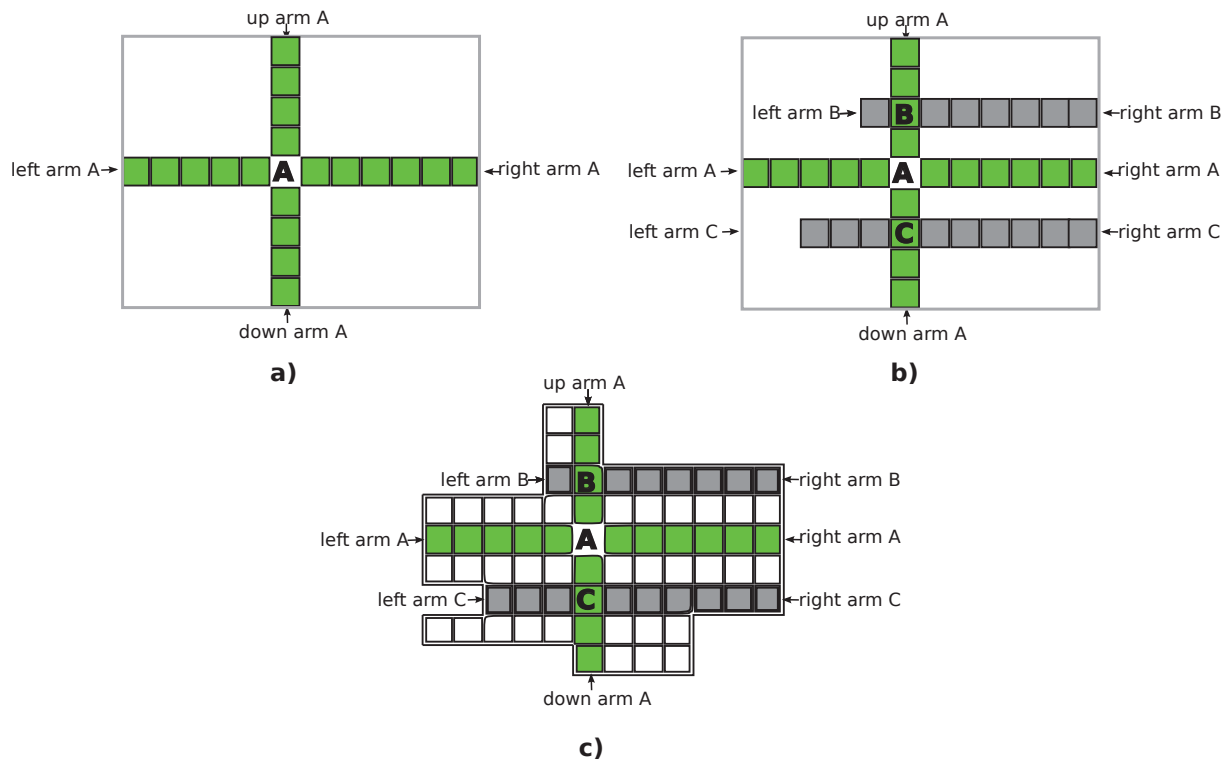 up arm A
left arm A
A
right arm A
down arm A
a)
up arm A
left arm B
B
right arm B
left arm A
A
right arm A
left arm C
C
right arm C
down arm A
b)
up arm A
left arm B
B
right arm B
left arm A
A
right arm A
left arm C
C
right arm C
down arm A
c)